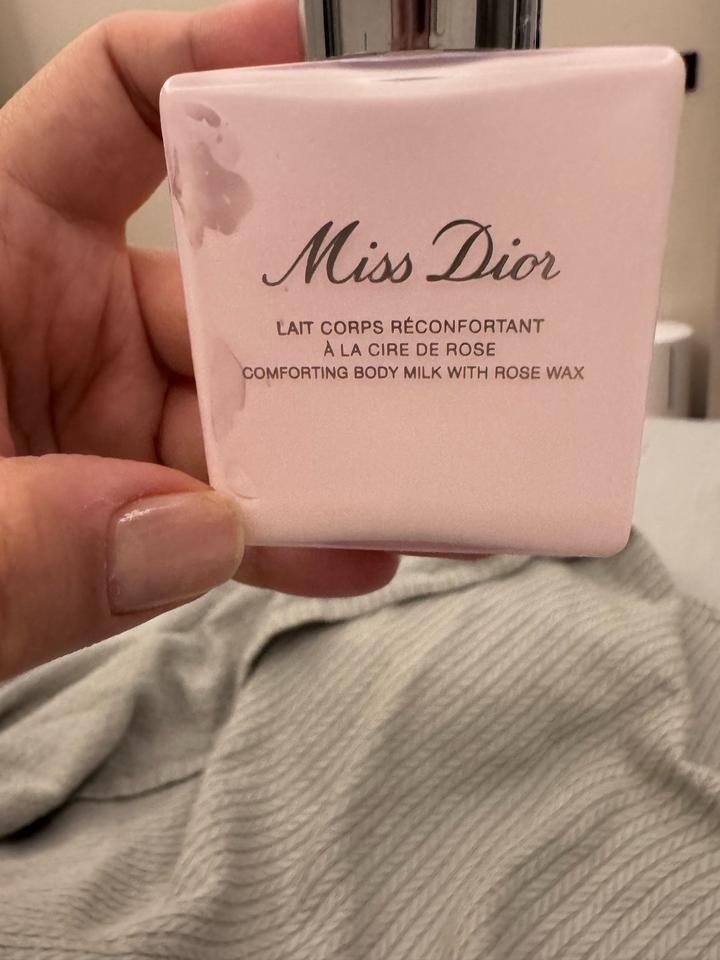 Miss Dior
LAIT CORPS RÉCONFORTANT
À LA CIRE DE ROSE
COMFORTING BODY MILK WITH ROSE WAX